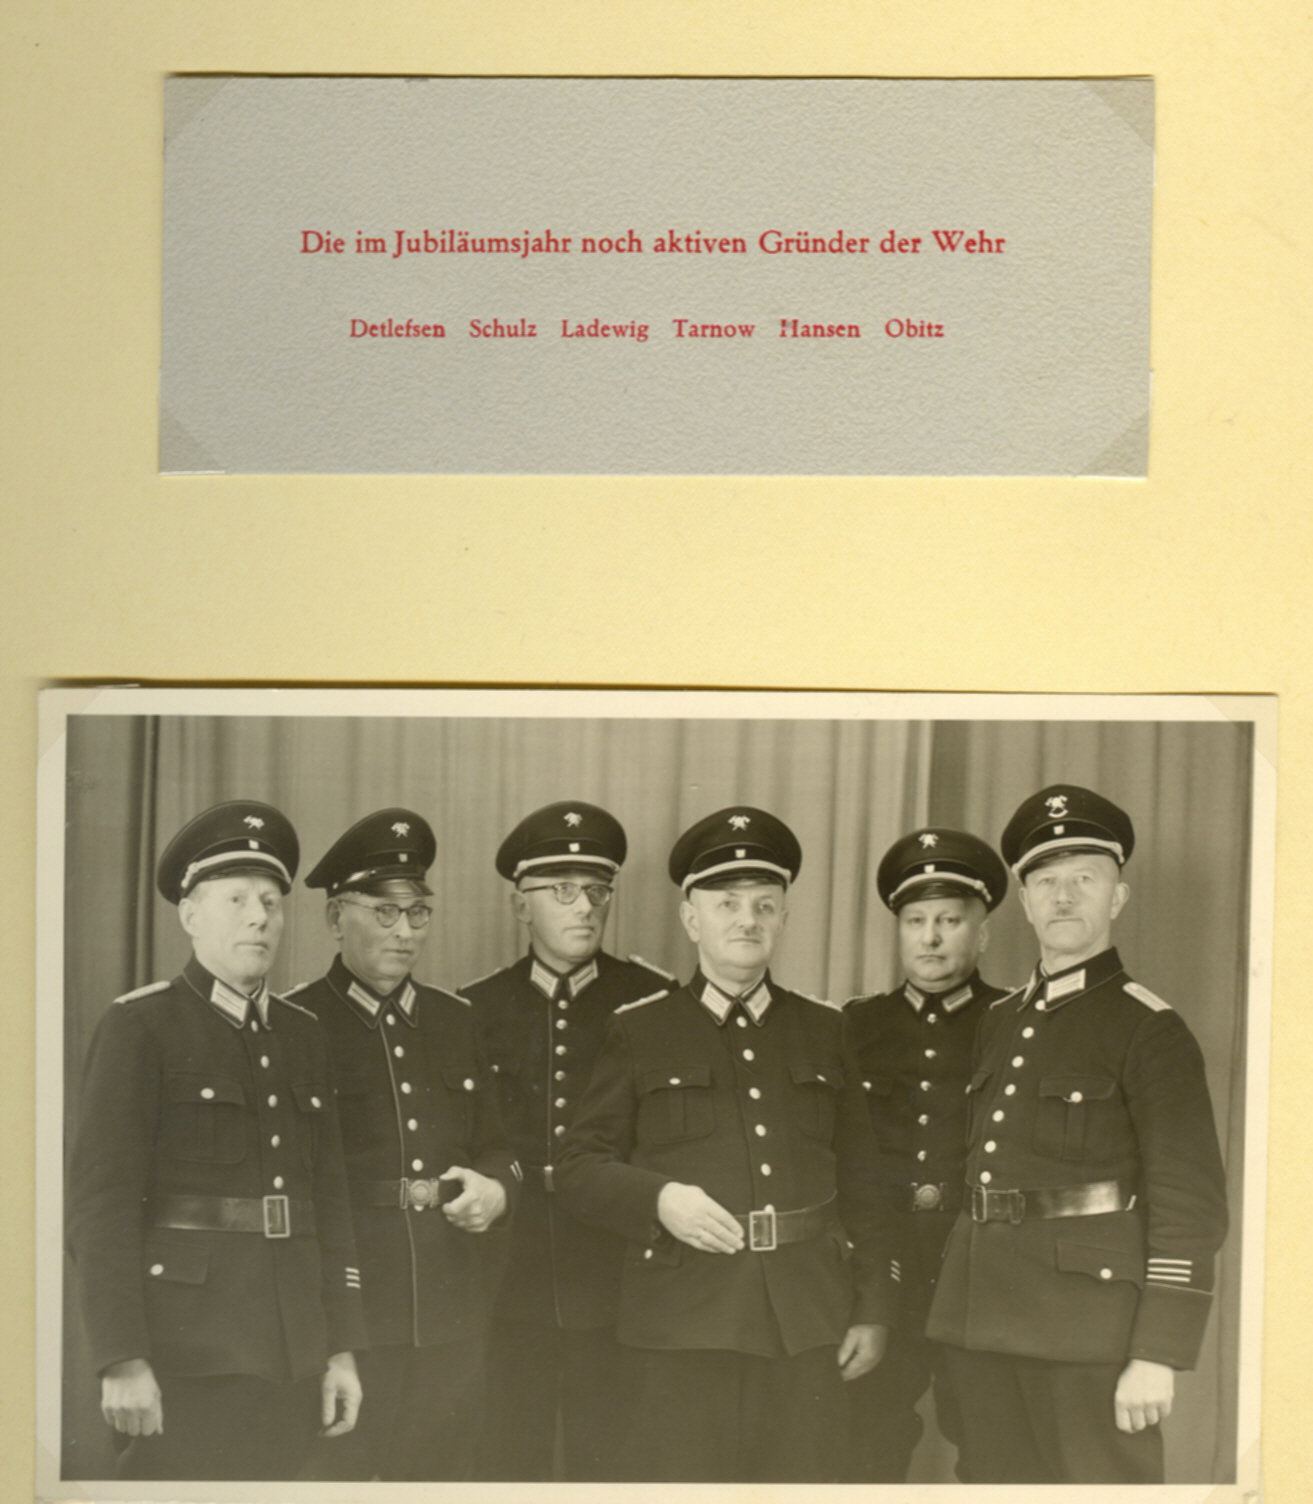 Die im Jubiläumsjahr noch aktiven Gründer der Wehr
Detlefsen Schulz Ladewig Tarnow Hansen Obitz